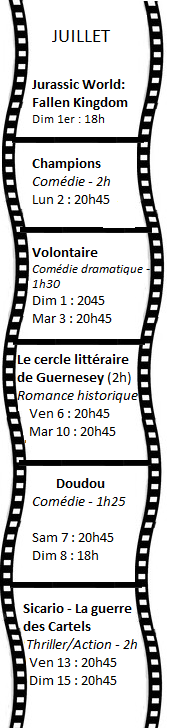 JUILLET
Jurassic World:
Fallen Kingdom
Dim 1er : 18h
Champions
Comédie - 2h
Lun 2 : 20h45
Volontaire
Comédie dramatique -
1h30
Dim 1 : 2045
Mar 3 : 20h45
Le cercle littéraire
de Guernesey (2h)
Romance historique
Ven 6 : 20h45
Mar 10 : 20h45
Doudou
Comédie - 1h25
Sam 7 : 20h45
Dim 8 : 18h
Sicario - La guerre
des Cartels
Thriller/Action - 2h
Ven 13 : 20h45
Dim 15 : 20h45